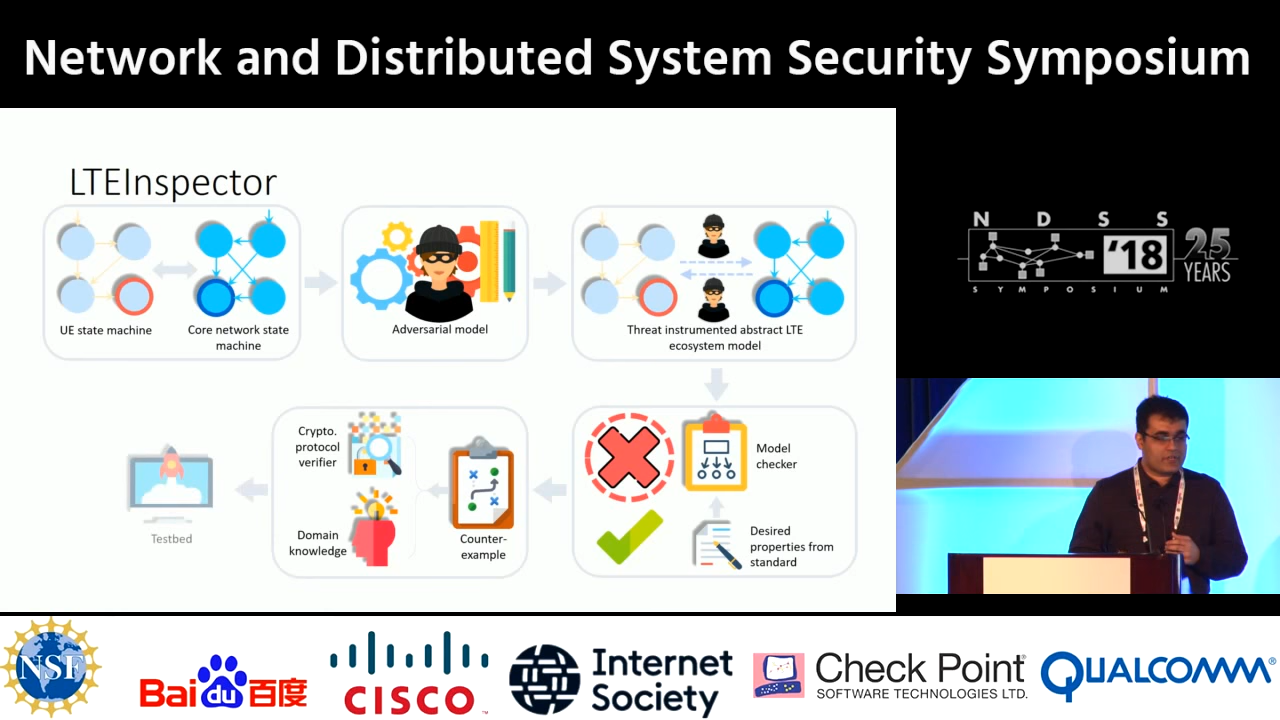 Network and Distributed System Security Symposium
LTEInspector
UE state machine
Core network state
machine
Adversarial model
Threat instrumented abstract LTE
ecosystem model
Crypto.
protocol
verifier
Domain
knowledge
Counter-
example
Model
checker
Desired
properties from
standard
Testbed
N D S S
'18
25
YEARS
S Y M P O S I U M
NSF
Bai du 百度
CISCO
Internet
Society
Check Point
SOFTWARE TECHNOLOGIES LTD.
QUALCOMM